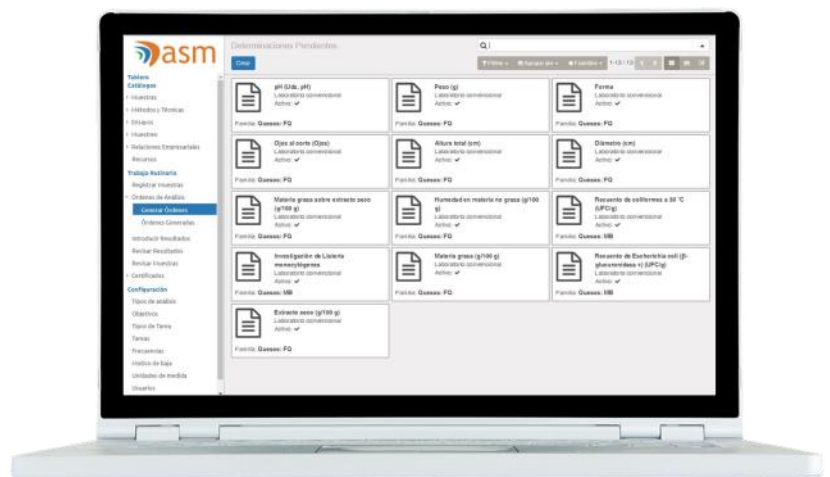 asm
Determinaciones Pendientes
Crear
Filtros
Agrupar por
Favoritos
1-13 / 13
Tablero
Catálogos
Muestras
Métodos y Técnicas
Ensayos
Muestreo
Relaciones Empresariales
Recursos
Trabajo Rutinario
Registrar Muestras
Órdenes de Análisis
Generar Órdenes
Órdenes Generadas
Introducir Resultados
Revisar Resultados
Revisar Muestras
Certificados
Configuración
Tipos de análisis
Objetivos
Tipos de Tarea
Tareas
Frecuencias
Motivo de baja
Unidades de medida
Usuarios
pH (Uds. pH)
Laboratorio convencional
Activo: ✔
Familia: Quesos: FQ
Peso (g)
Laboratorio convencional
Activo: ✔
Familia: Quesos: FQ
Forma
Laboratorio convencional
Activo: ✔
Familia: Quesos: FQ
Ojos al corte (Ojos)
Laboratorio convencional
Activo: ✔
Familia: Quesos: FQ
Altura total (cm)
Laboratorio convencional
Activo: ✔
Familia: Quesos: FQ
Diámetro (cm)
Laboratorio convencional
Activo: ✔
Familia: Quesos: FQ
Materia grasa sobre extracto seco
(g/100 g)
Laboratorio convencional
Activo: ✔
Familia: Quesos: FQ
Humedad en materia no grasa (g/100
g)
Laboratorio convencional
Activo: ✔
Familia: Quesos: FQ
Recuento de coliformes a 30 °C
(UFC/g)
Laboratorio convencional
Activo: ✔
Familia: Quesos: MB
Investigación de Listeria
monocytogenes
Laboratorio convencional
Activo: ✔
Familia: Quesos: MB
Materia grasa (g/100 g)
Laboratorio convencional
Activo: ✔
Familia: Quesos: FQ
Recuento de Escherichia coli (β-
glucuronidasa +) (UFC/g)
Laboratorio convencional
Activo: ✔
Familia: Quesos: MB
Extracto seco (g/100 g)
Laboratorio convencional
Activo: ✔
Familia: Quesos: FQ